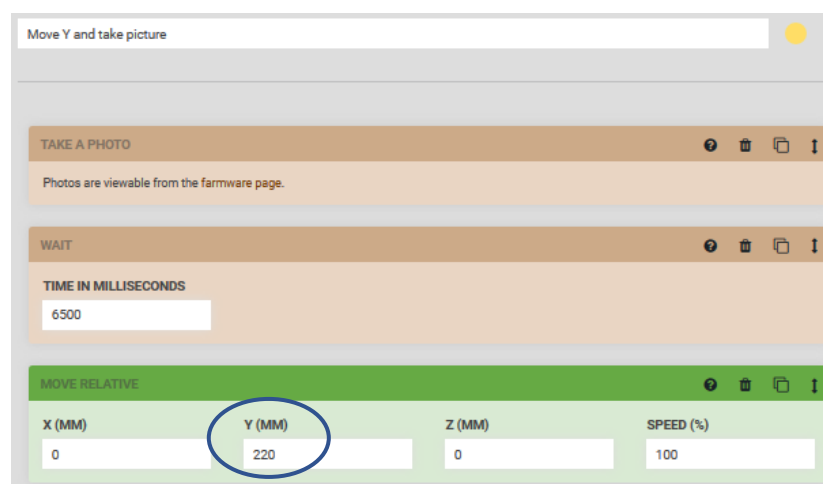 Move Y and take picture
TAKE A PHOTO
Photos are viewable from the farmware page.
WAIT
TIME IN MILLISECONDS
6500
MOVE RELATIVE
X (MM) Y (MM) Z (MM) SPEED (%)
0 220 0 100